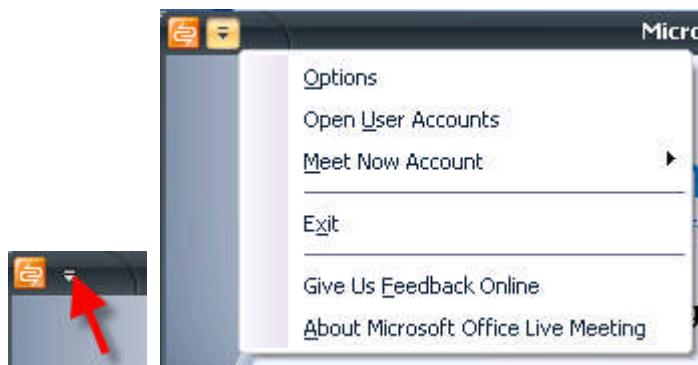 Micro
Options
Open User Accounts
Meet Now Account
Exit
Give Us Feedback Online
About Microsoft Office Live Meeting